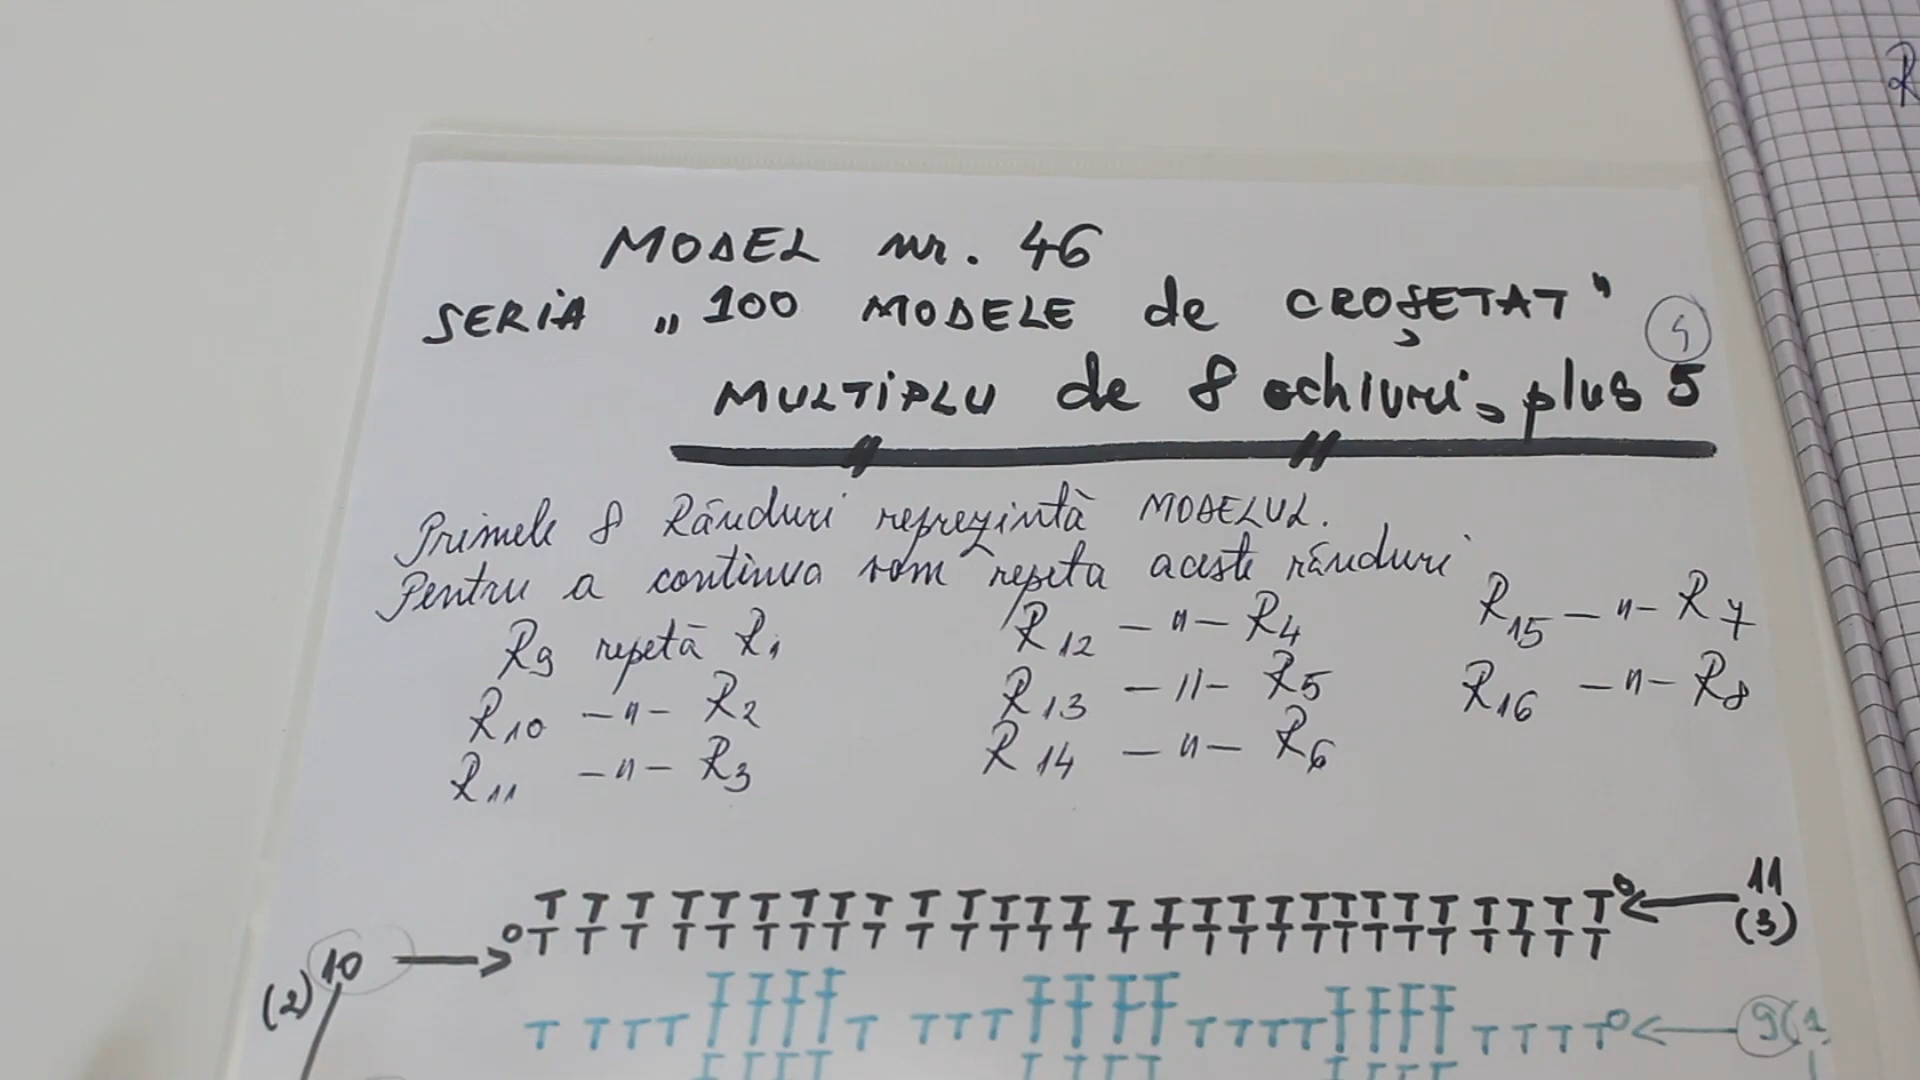 MODEL nr. 46
SERIA „100 MODELE de CROȘETAT"
MULTIPLU de 8 ochiuri, plus 5
Primele 8 Rânduri reprezintă MODELUL.
Pentru a continua vom repeta aceste rânduri
R9 repetă R1
R10 —"— R2
R11 —"— R3
R12 —"— R4
R13 —"— R5
R14 —"— R6
R15 —"— R7
R16 —"— R8
11
(3)
(2) 10
9(1
R